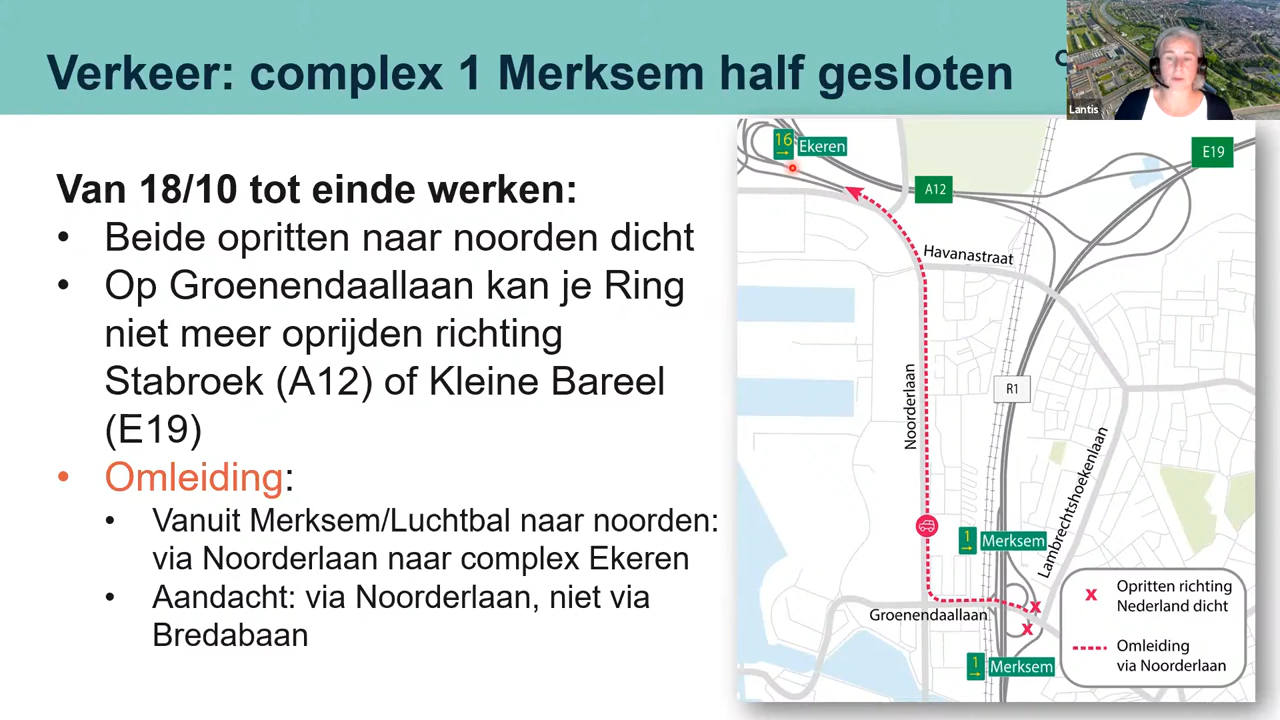 Verkeer: complex 1 Merksem half gesloten
Lantis
Van 18/10 tot einde werken:
• Beide opritten naar noorden dicht
• Op Groenendaallaan kan je Ring
niet meer oprijden richting
Stabroek (A12) of Kleine Bareel
(E19)
• Omleiding:
• Vanuit Merksem/Luchtbal naar noorden:
via Noorderlaan naar complex Ekeren
• Aandacht: via Noorderlaan, niet via
Bredabaan
16
→
Ekeren
E19
A12
Havanastraat
Noorderlaan
R1
Lambrechtshoekenlaan
1
→
Merksem
Groenendaallaan
1
→
Merksem
x Opritten richting
Nederland dicht
Omleiding
via Noorderlaan